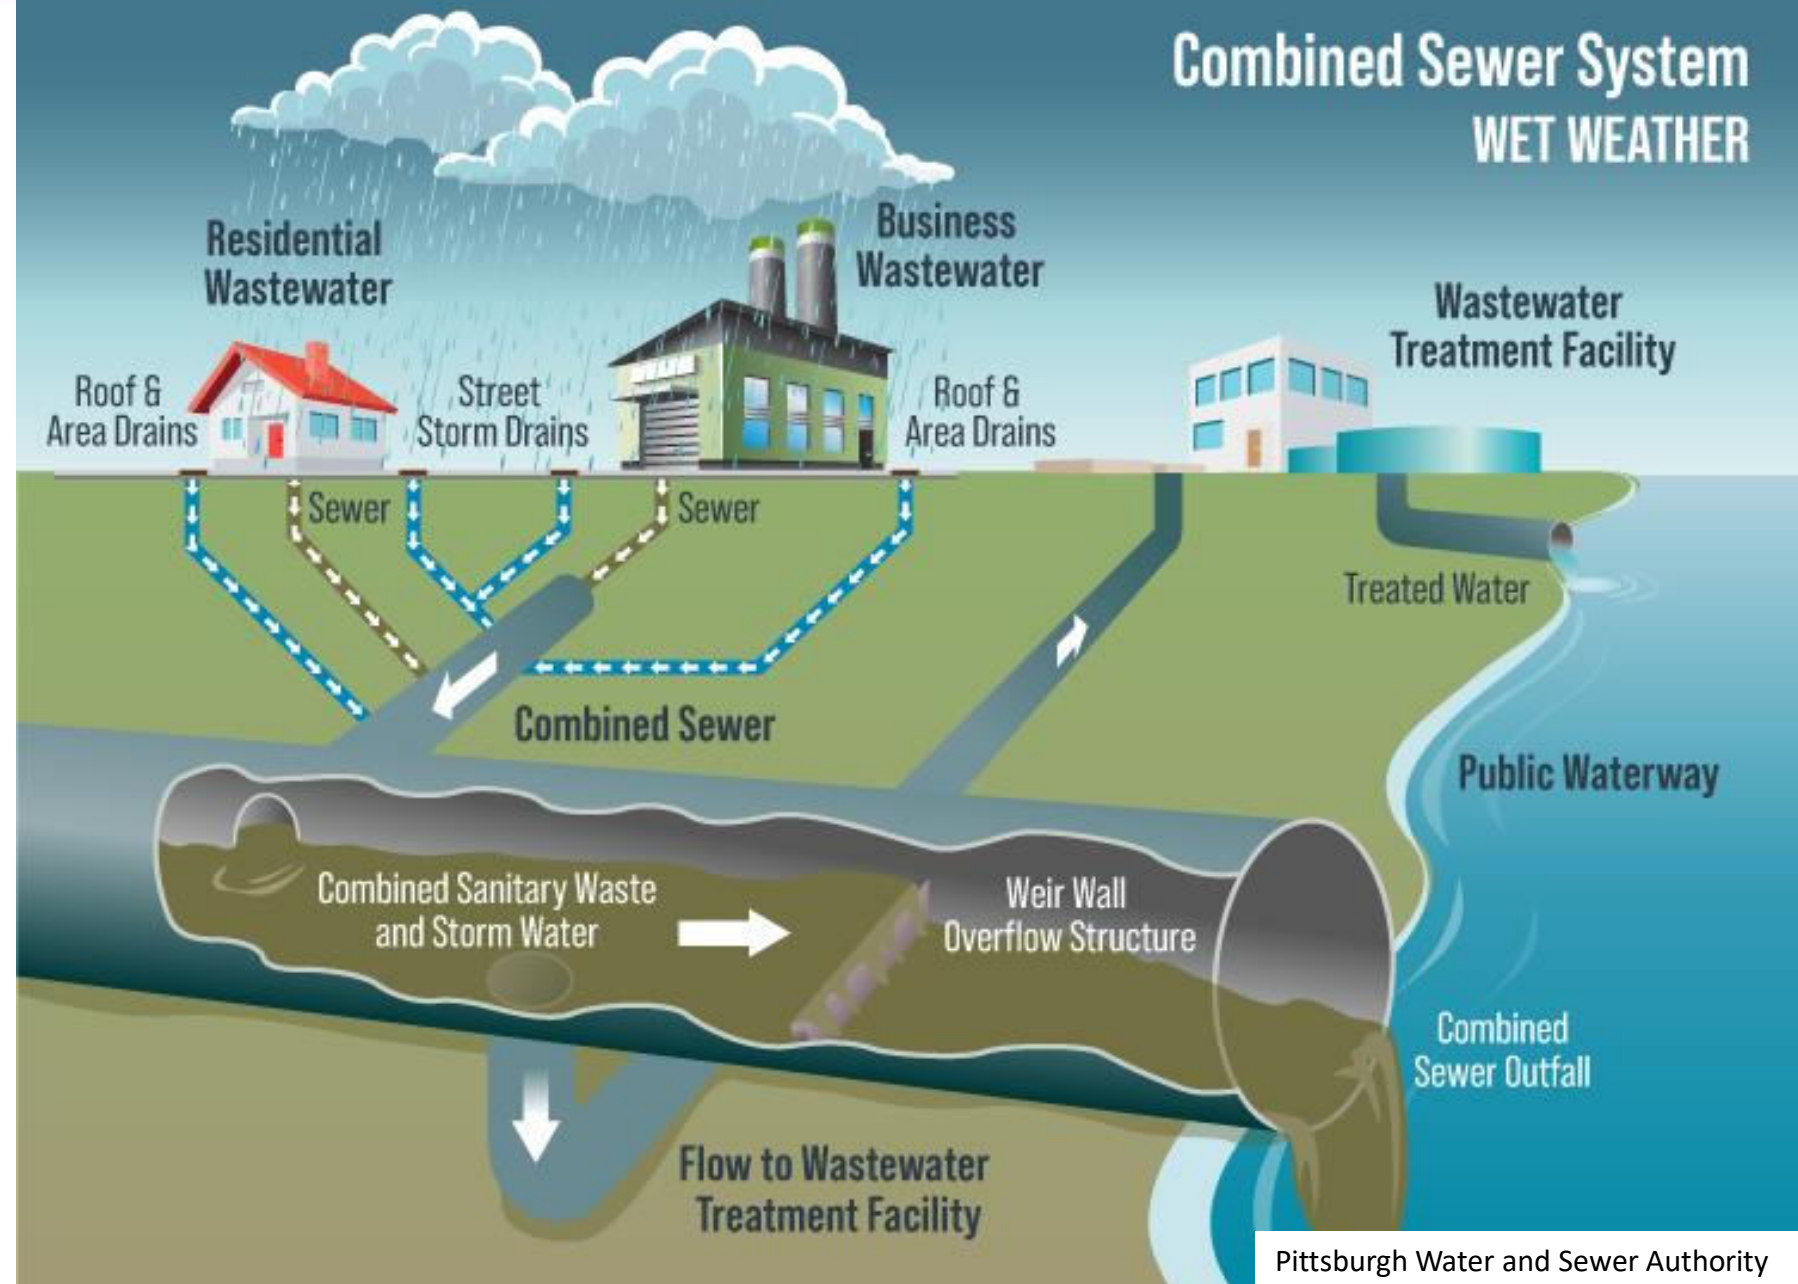 Combined Sewer System
WET WEATHER
Residential
Wastewater
Business
Wastewater
Wastewater
Treatment Facility
Roof &
Area Drains
Street
Storm Drains
Roof &
Area Drains
Sewer
Sewer
Treated Water
Combined Sewer
Public Waterway
Combined Sanitary Waste
and Storm Water
Weir Wall
Overflow Structure
Combined
Sewer Outfall
Flow to Wastewater
Treatment Facility
Pittsburgh Water and Sewer Authority